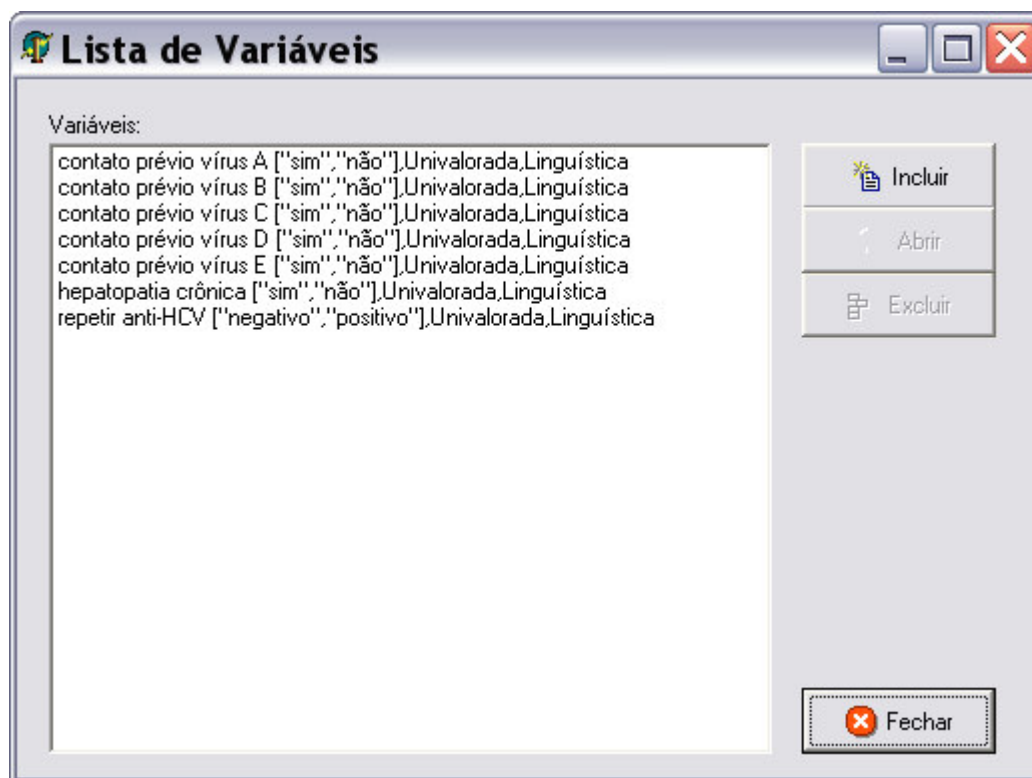 Lista de Variáveis
Variáveis:
contato prévio vírus A ["sim","não"],Univalorada,Linguística
contato prévio vírus B ["sim","não"],Univalorada,Linguística
contato prévio vírus C ["sim","não"],Univalorada,Linguística
contato prévio vírus D ["sim","não"],Univalorada,Linguística
contato prévio vírus E ["sim","não"],Univalorada,Linguística
hepatopatia crônica ["sim","não"],Univalorada,Linguística
repetir anti-HCV ["negativo","positivo"],Univalorada,Linguística
Incluir
Abrir
Excluir
Fechar